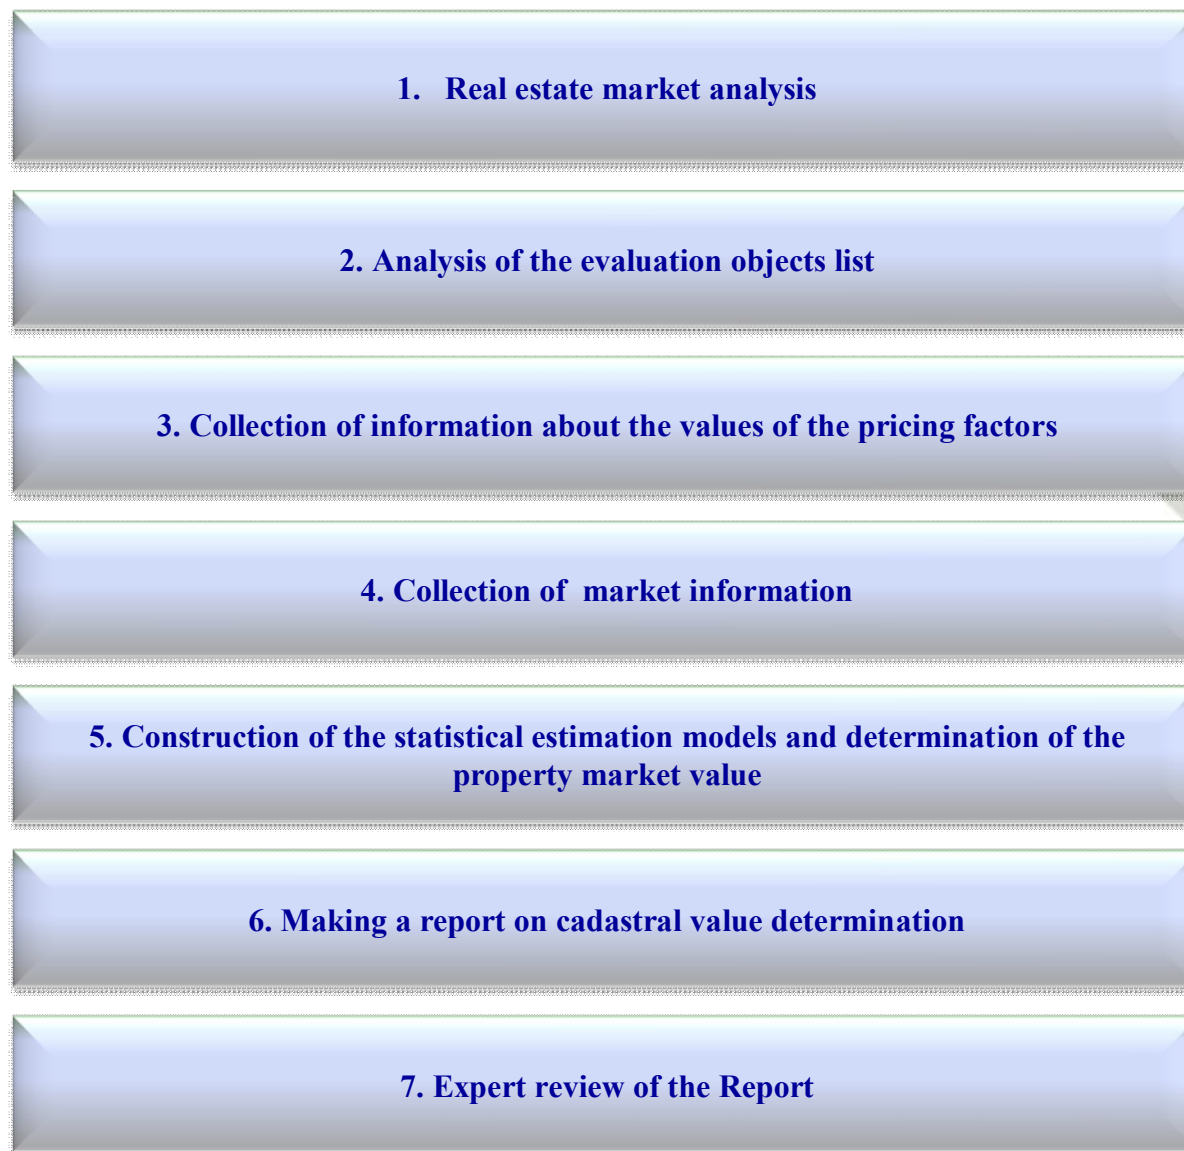 1. Real estate market analysis
2. Analysis of the evaluation objects list
3. Collection of information about the values of the pricing factors
4. Collection of market information
5. Construction of the statistical estimation models and determination of the
property market value
6. Making a report on cadastral value determination
7. Expert review of the Report